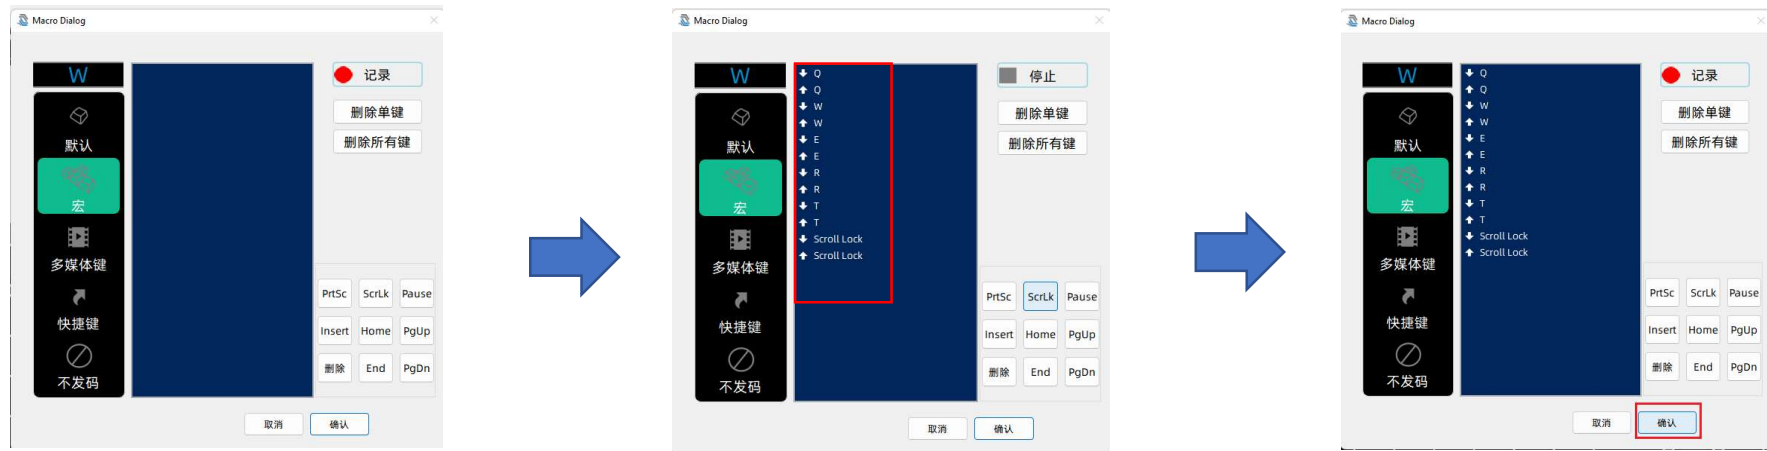 Macro Dialog
W
记录
删除单键
默认
删除所有键
宏
多媒体键
PrtSc ScrLk Pause
快捷键
Insert Home PgUp
删除 End PgDn
不发码
取消 确认
Macro Dialog
W
Q
停止
Q
W
删除单键
W
默认
E
删除所有键
E
R
R
宏
T
T
Scroll Lock
Scroll Lock
多媒体键
PrtSc ScrLk Pause
快捷键
Insert Home PgUp
删除 End PgDn
不发码
取消 确认
Macro Dialog
W
Q
记录
Q
W
删除单键
W
默认
E
删除所有键
E
R
R
宏
T
T
Scroll Lock
Scroll Lock
多媒体键
PrtSc ScrLk Pause
快捷键
Insert Home PgUp
删除 End PgDn
不发码
取消 确认